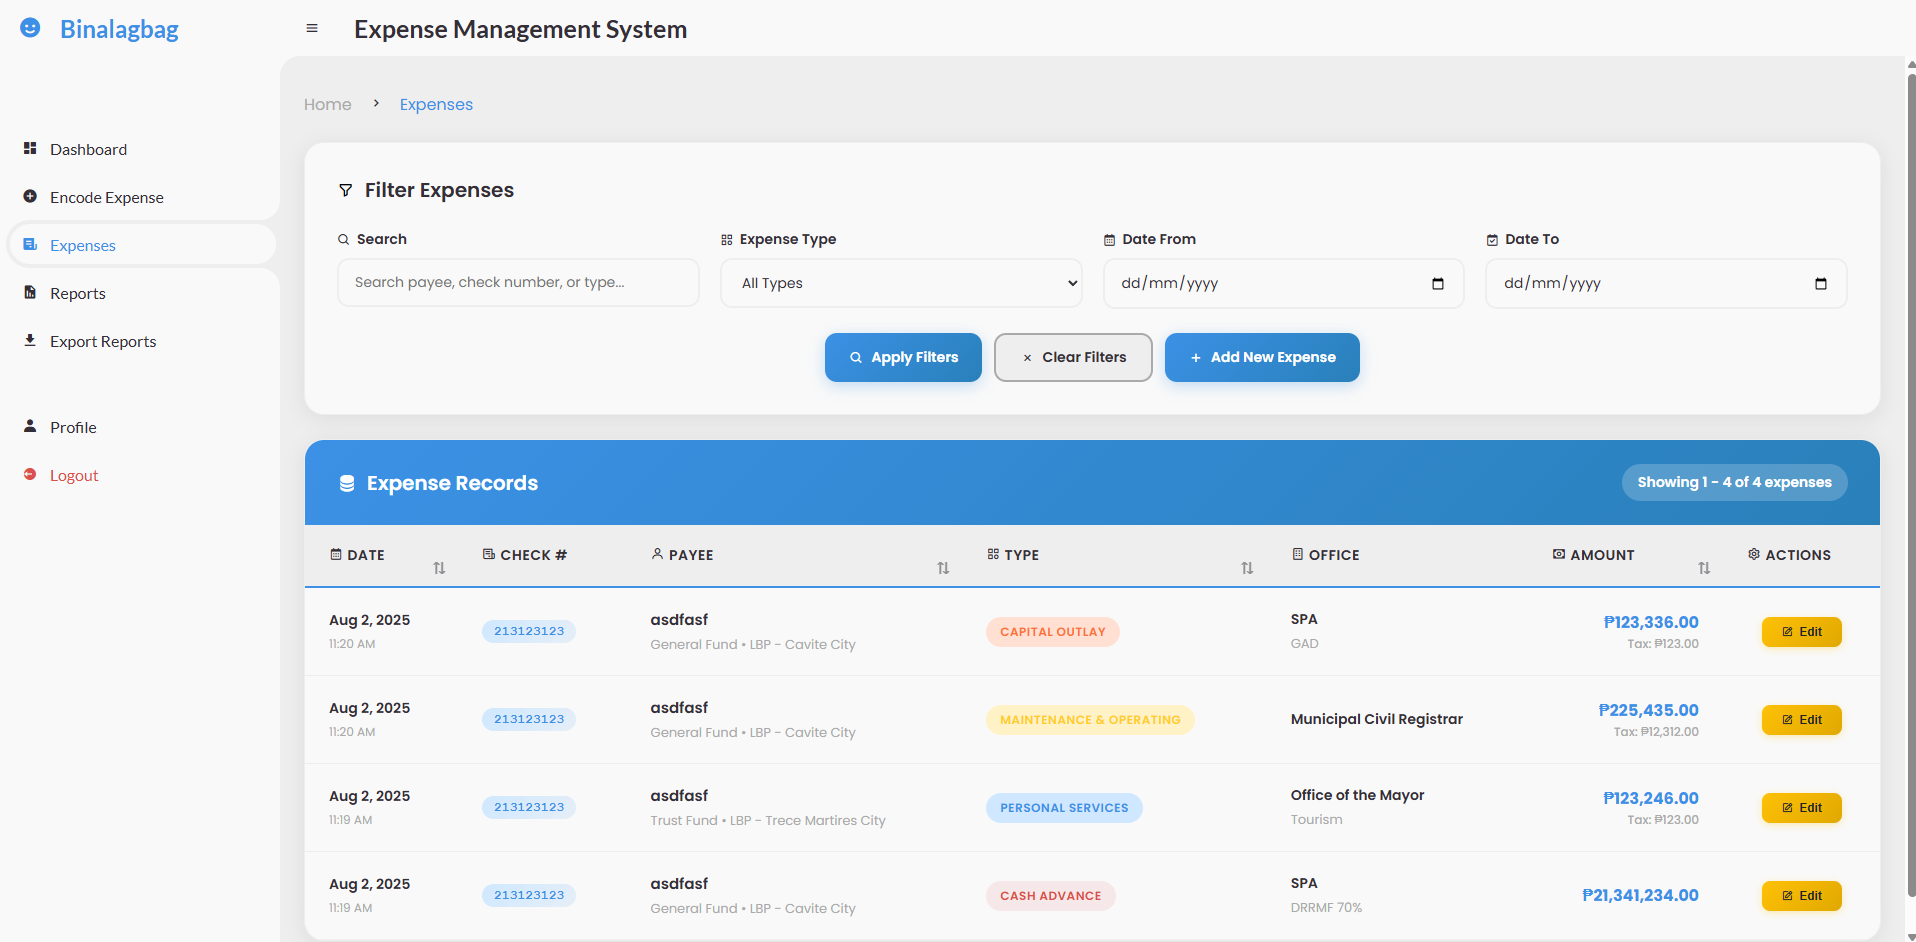 Binalagbag
Expense Management System
Home > Expenses
Dashboard
Encode Expense
Expenses
Reports
Export Reports
Profile
Logout
Filter Expenses
Search
Search payee, check number, or type...
Expense Type
All Types
Date From
dd/mm/yyyy
Date To
dd/mm/yyyy
Apply Filters
× Clear Filters
+ Add New Expense
Expense Records
Showing 1 - 4 of 4 expenses
DATE CHECK # PAYEE TYPE OFFICE AMOUNT ACTIONS
Aug 2, 2025
11:20 AM
213123123
asdfasf
General Fund • LBP - Cavite City
CAPITAL OUTLAY
SPA
GAD
₱123,336.00
Tax: ₱123.00
Edit
Aug 2, 2025
11:20 AM
213123123
asdfasf
General Fund • LBP - Cavite City
MAINTENANCE & OPERATING
Municipal Civil Registrar
₱225,435.00
Tax: ₱12,312.00
Edit
Aug 2, 2025
11:19 AM
213123123
asdfasf
Trust Fund • LBP - Trece Martires City
PERSONAL SERVICES
Office of the Mayor
Tourism
₱123,246.00
Tax: ₱123.00
Edit
Aug 2, 2025
11:19 AM
213123123
asdfasf
General Fund • LBP - Cavite City
CASH ADVANCE
SPA
DRRMF 70%
₱21,341,234.00
Edit